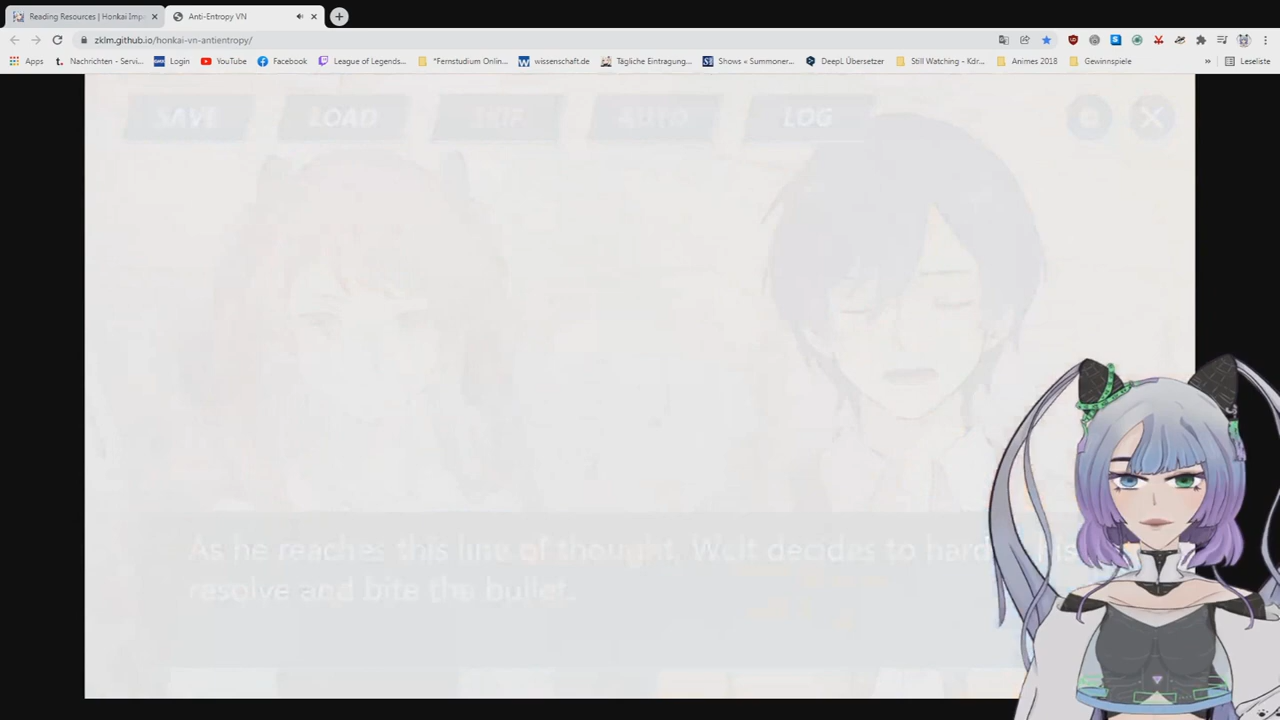 Reading Resources | Honkai Imp
Anti-Entropy VN
zklm.github.io/honkai-vn-antientropy/
Apps
Nachrichten - Servi...
Login
YouTube
Facebook
League of Legends...
*Fernstudium Onlin...
wissenschaft.de
Tägliche Eintragung...
Shows « Summoner...
DeepL Übersetzer
Still Watching - Kdr...
Animes 2018
Gewinnspiele
»
Leseliste
SAVE LOAD SKIP AUTO LOG
As he reaches this line of thought, Welt decides to his
resolve and bite the bullet.